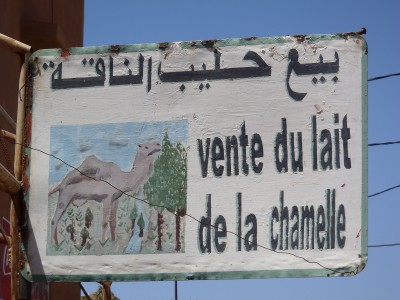 بيع حليب الناقة
vente du lait
de la chamelle